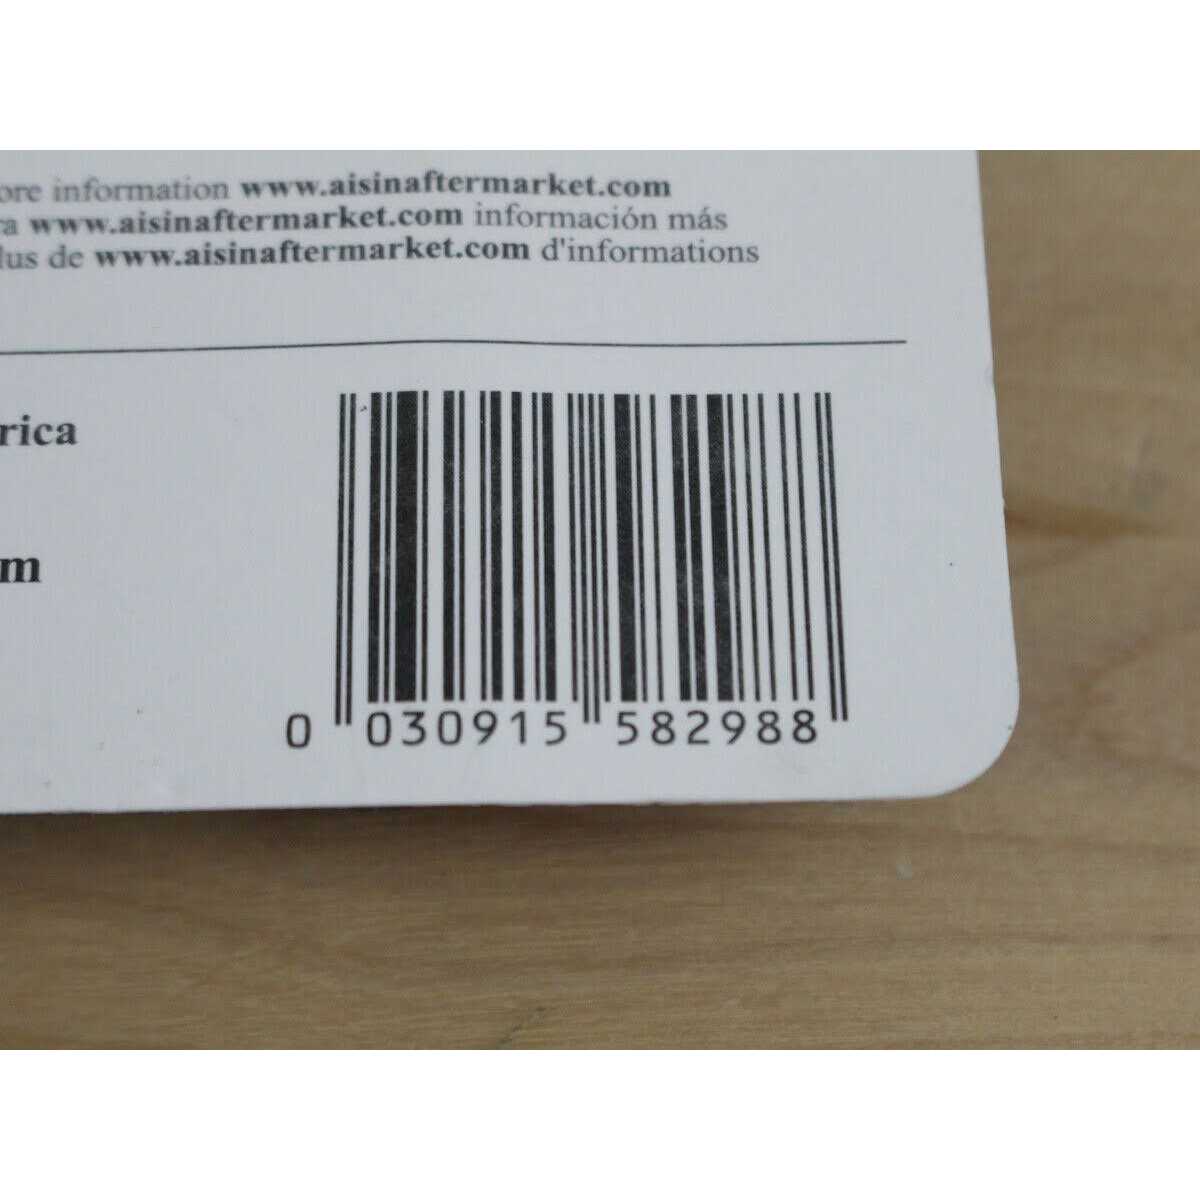 ore information www.aisinaftermarket.com
ra www.aisinaftermarket.com información más
lus de www.aisinaftermarket.com d'informations
rica
m
0 030915 582988